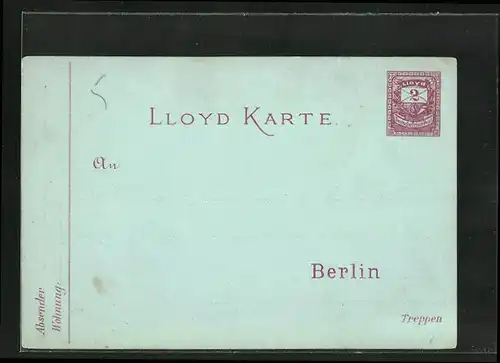 LLOYD
2
LLOYD KARTE.
An
Berlin
Treppen
Absender
Wohnung: